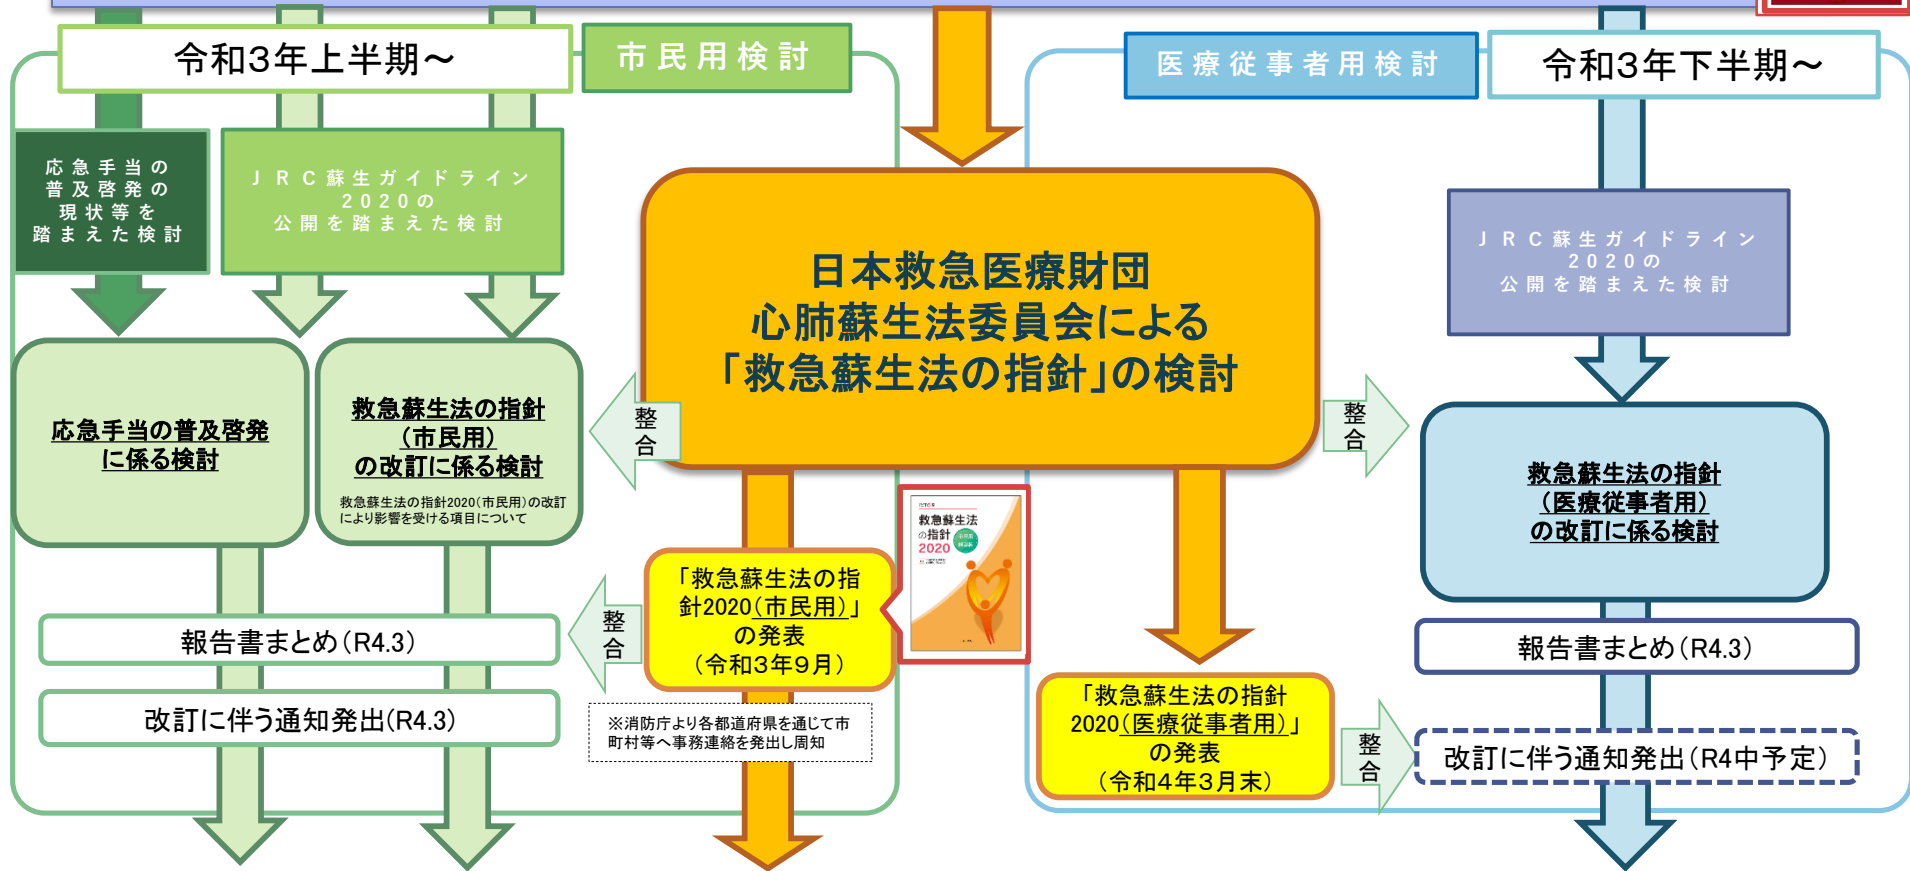 令和3年上半期～
市民用検討
医療従事者用検討
令和3年下半期～
応急手当の
普及啓発の
現状等を
踏まえた検討
JRC蘇生ガイドライン
2020の
公開を踏まえた検討
JRC蘇生ガイドライン
2020の
公開を踏まえた検討
日本救急医療財団
心肺蘇生法委員会による
「救急蘇生法の指針」の検討
整合
整合
応急手当の普及啓発
に係る検討
救急蘇生法の指針
（市民用）
の改訂に係る検討
救急蘇生法の指針2020（市民用）の改訂
により影響を受ける項目について
救急蘇生法の指針
（医療従事者用）
の改訂に係る検討
救急蘇生法
の指針
2020
「救急蘇生法の指
針2020（市民用）」
の発表
（令和3年9月）
整合
報告書まとめ（R4.3）
改訂に伴う通知発出(R4.3)
※消防庁より各都道府県を通じて市
町村等へ事務連絡を発出し周知
「救急蘇生法の指針
2020（医療従事者用）」
の発表
（令和4年3月末）
整合
報告書まとめ（R4.3）
改訂に伴う通知発出（R4中予定）